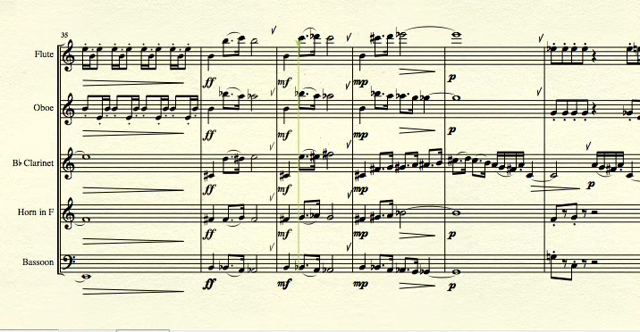 35
Flute
ff mf mp p
Oboe
ff mf mp p
B♭ Clarinet
ff mf mp p
Horn in F
ff mf mp p
Bassoon
ff mf mp p